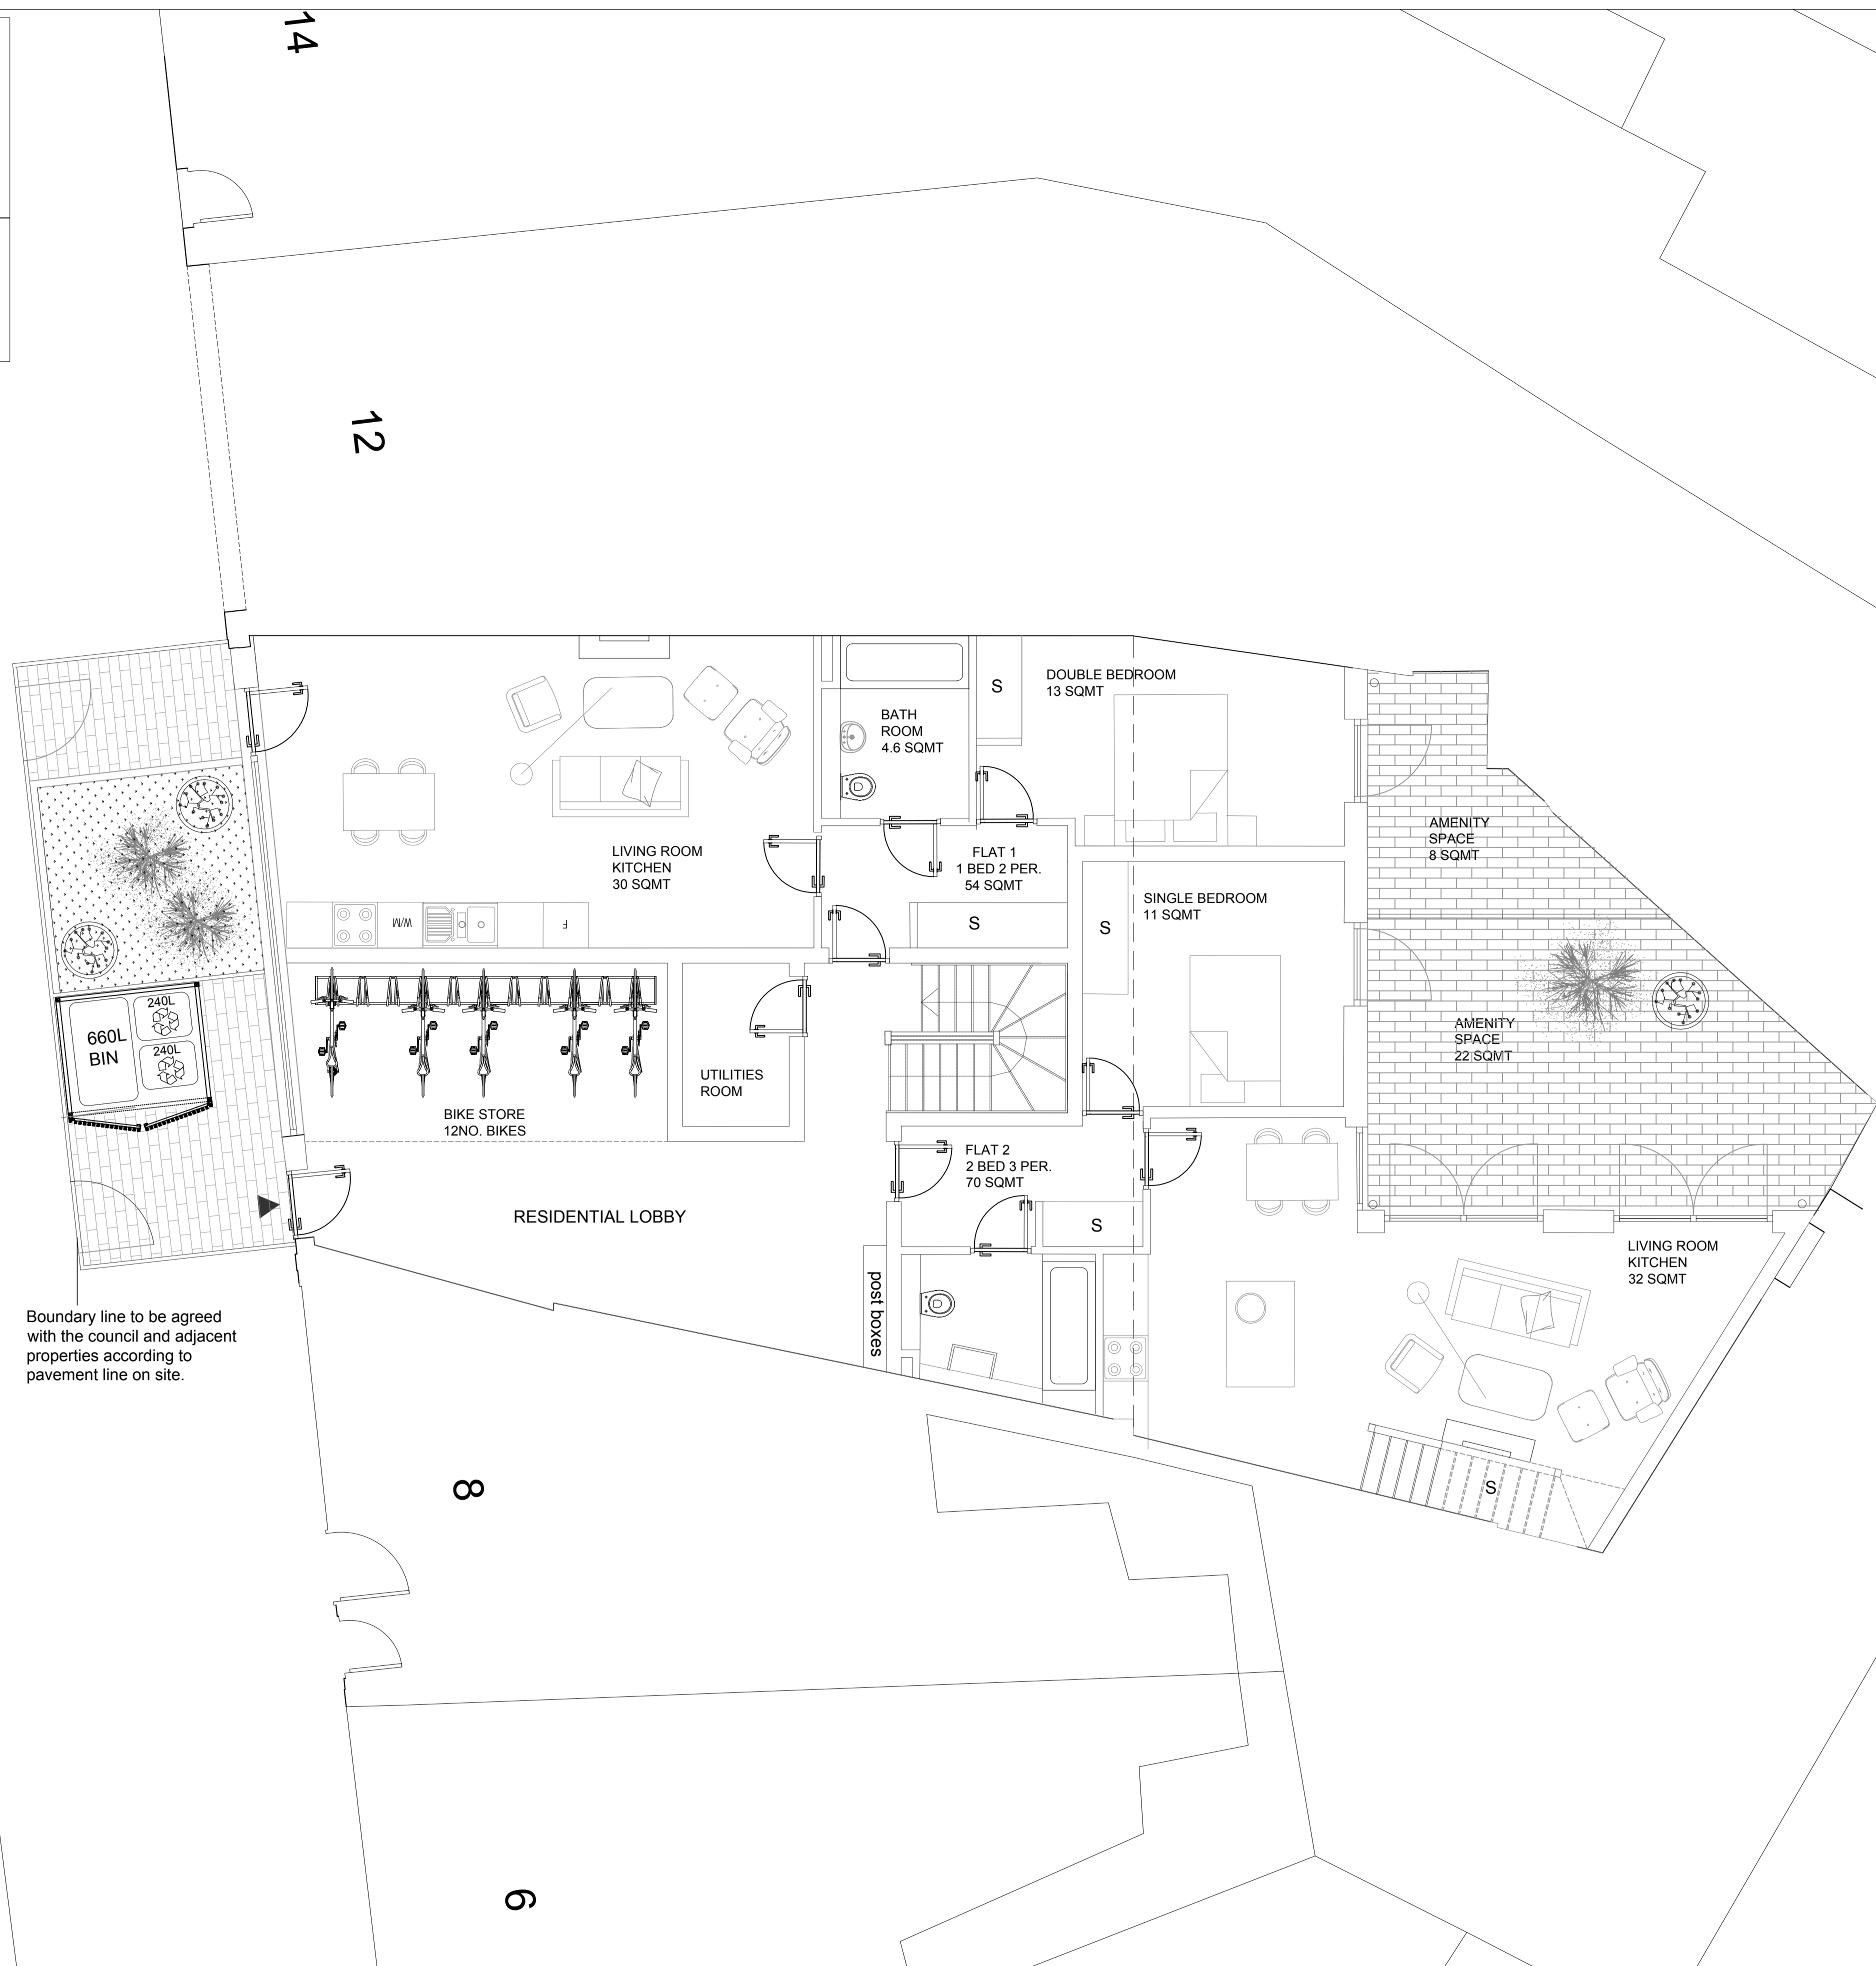 14
12
DOUBLE BEDROOM
13 SQMT
S
BATH
ROOM
4.6 SQMT
LIVING ROOM
KITCHEN
30 SQMT
FLAT 1
1 BED 2 PER.
54 SQMT
AMENITY
SPACE
8 SQMT
W/M
F
S
S
SINGLE BEDROOM
11 SQMT
660L
BIN
240L
240L
AMENITY
SPACE
22 SQMT
UTILITIES
ROOM
BIKE STORE
12NO. BIKES
FLAT 2
2 BED 3 PER.
70 SQMT
RESIDENTIAL LOBBY
S
LIVING ROOM
KITCHEN
32 SQMT
post boxes
Boundary line to be agreed
with the council and adjacent
properties according to
pavement line on site.
S
8
6